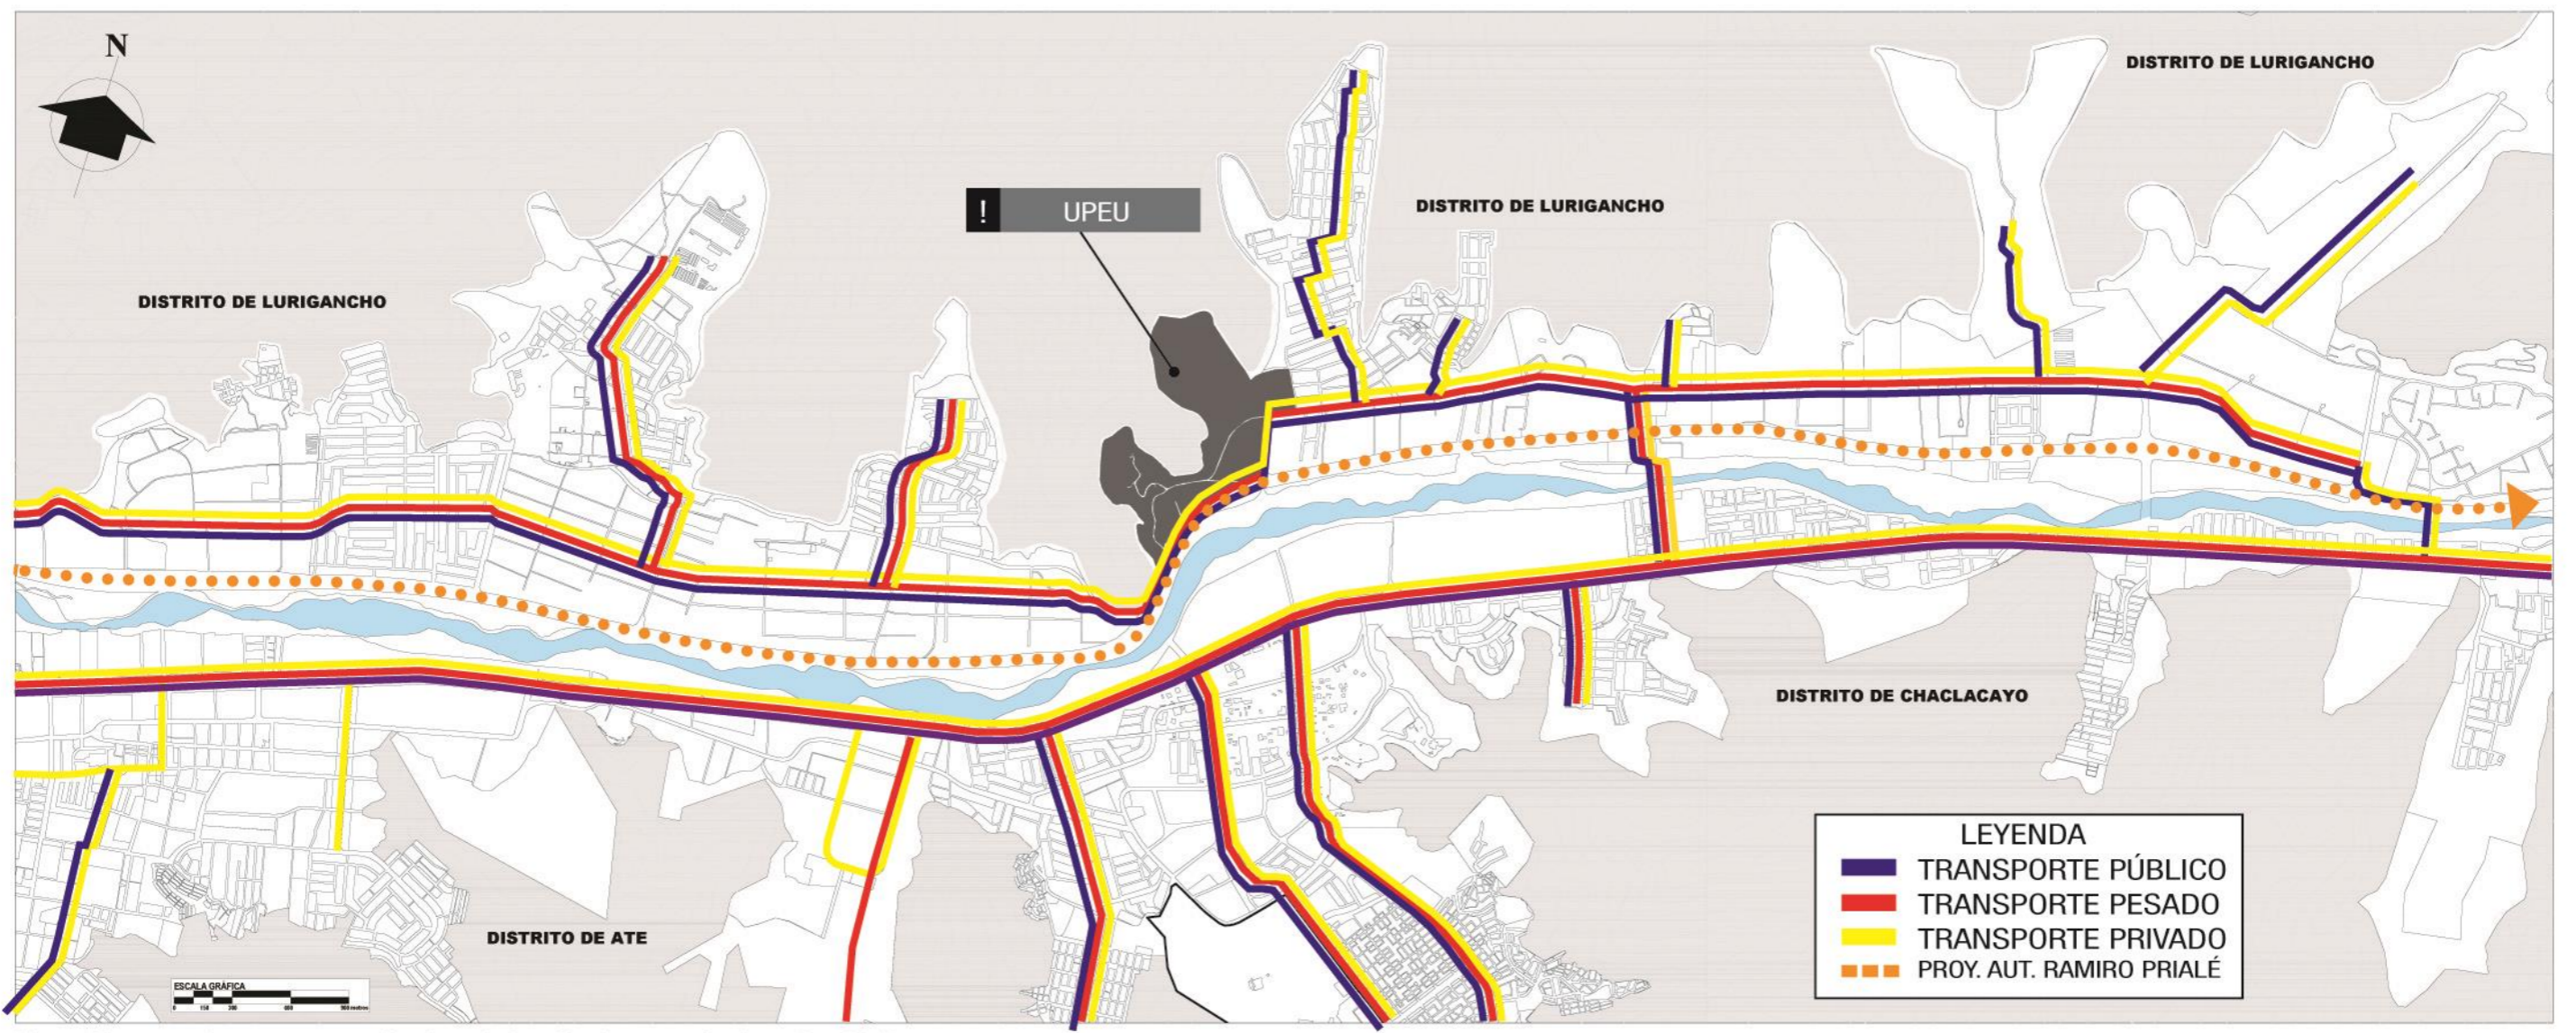 N
DISTRITO DE LURIGANCHO
! UPEU
DISTRITO DE LURIGANCHO
DISTRITO DE LURIGANCHO
DISTRITO DE CHACLACAYO
DISTRITO DE ATE
ESCALA GRÁFICA
LEYENDA
TRANSPORTE PÚBLICO
TRANSPORTE PESADO
TRANSPORTE PRIVADO
PROY. AUT. RAMIRO PRIALÉ